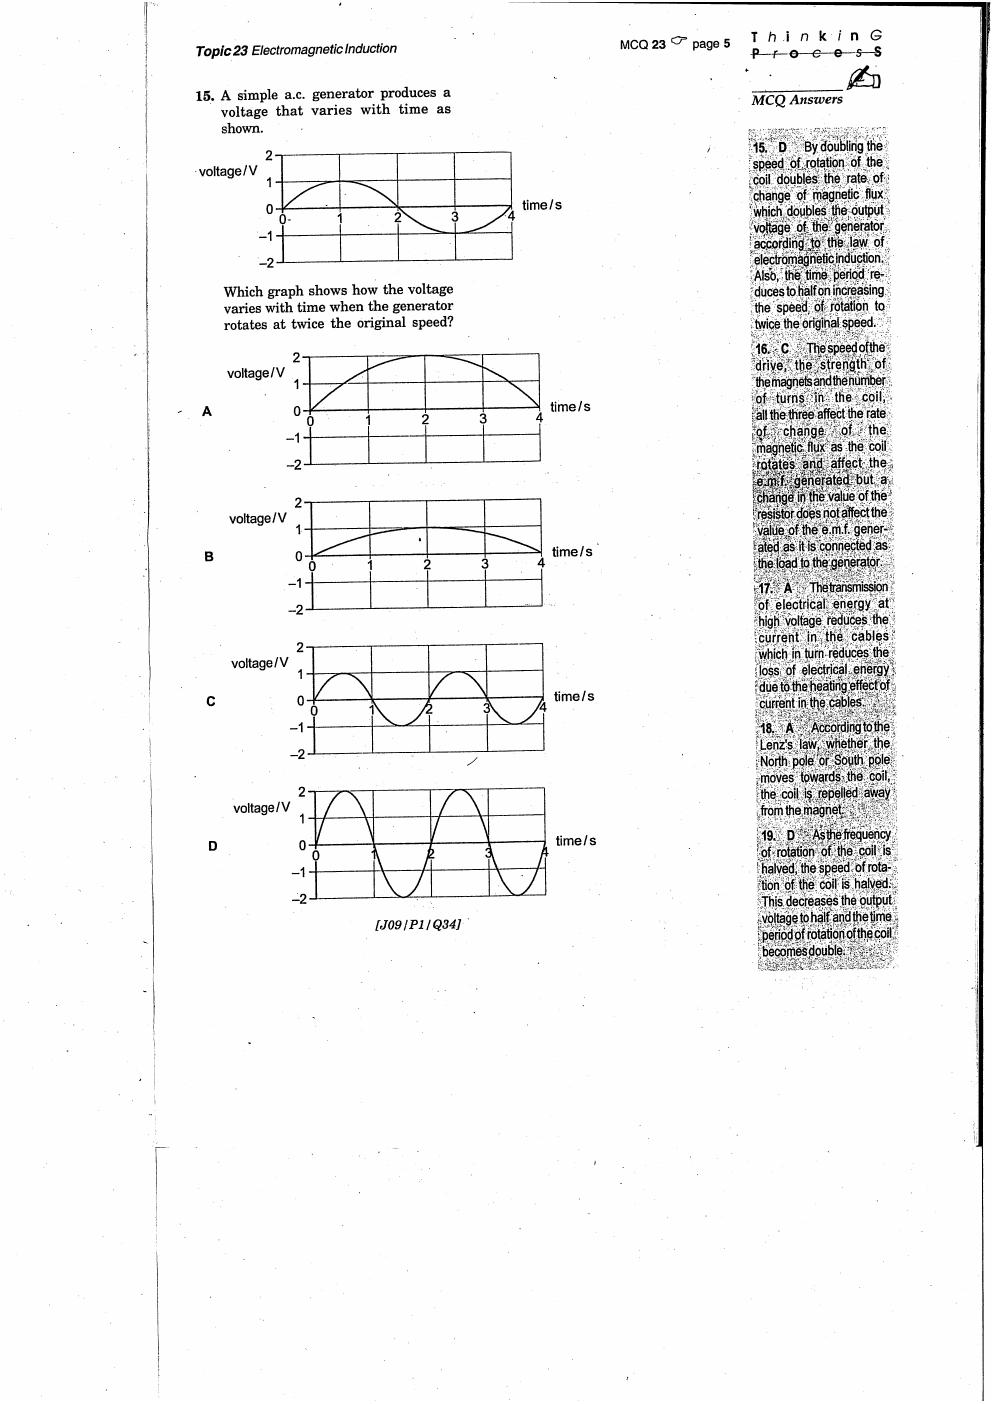 Topic 23 Electromagnetic Induction
MCQ 23 ☞ page 5
ThinkinG
ProcesS
MCQ Answers
15. A simple a.c. generator produces a
voltage that varies with time as
shown.
voltage/V
2
1
0
–1
–2
0 1 2 3 4
time/s
Which graph shows how the voltage
varies with time when the generator
rotates at twice the original speed?
A
voltage/V
2
1
0
–1
–2
0 1 2 3 4
time/s
B
voltage/V
2
1
0
–1
–2
0 1 2 3 4
time/s
C
voltage/V
2
1
0
–1
–2
0 1 2 3 4
time/s
D
voltage/V
2
1
0
–1
–2
0 1 2 3 4
time/s
[J09/P1/Q34]
15. D By doubling the
speed of rotation of the
coil doubles the rate of
change of magnetic flux
which doubles the output
voltage of the generator
according to the law of
electromagnetic induction.
Also, the time period re-
duces to half on increasing
the speed of rotation to
twice the original speed.
16. C The speed of the
drive, the strength of
the magnets and the number
of turns in the coil,
all the three affect the rate
of change of the
magnetic flux as the coil
rotates and affect the
e.m.f. generated but a
change in the value of the
resistor does not affect the
value of the e.m.f. gener-
ated as it is connected as
the load to the generator.
17. A The transmission
of electrical energy at
high voltage reduces the
current in the cables
which in turn reduces the
loss of electrical energy
due to the heating effect of
current in the cables.
18. A According to the
Lenz's law, whether the
North pole or South pole
moves towards the coil,
the coil is repelled away
from the magnet.
19. D As the frequency
of rotation of the coil is
halved, the speed of rota-
tion of the coil is halved.
This decreases the output
voltage to half and the time
period of rotation of the coil
becomes double.